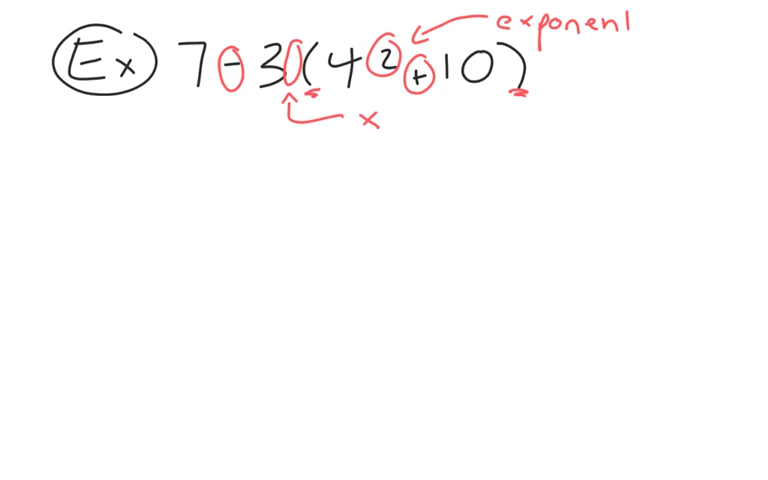 Ex 7 - 3(4² + 10) exponent
x